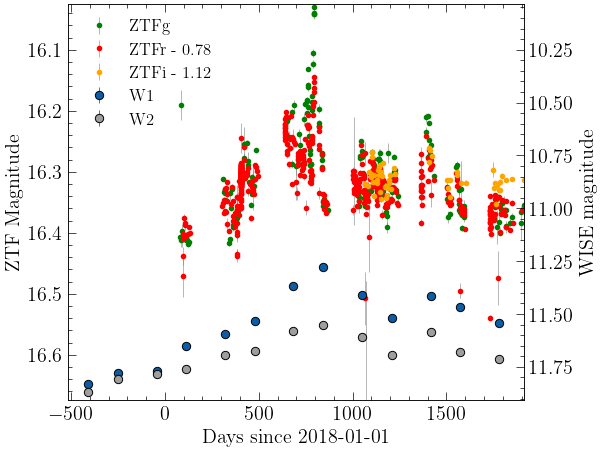 ZTFg
ZTFr - 0.78
ZTFi - 1.12
W1
W2
16.1
16.2
16.3
16.4
16.5
16.6
ZTF Magnitude
10.25
10.50
10.75
11.00
11.25
11.50
11.75
WISE magnitude
−500
0
500
1000
1500
Days since 2018-01-01